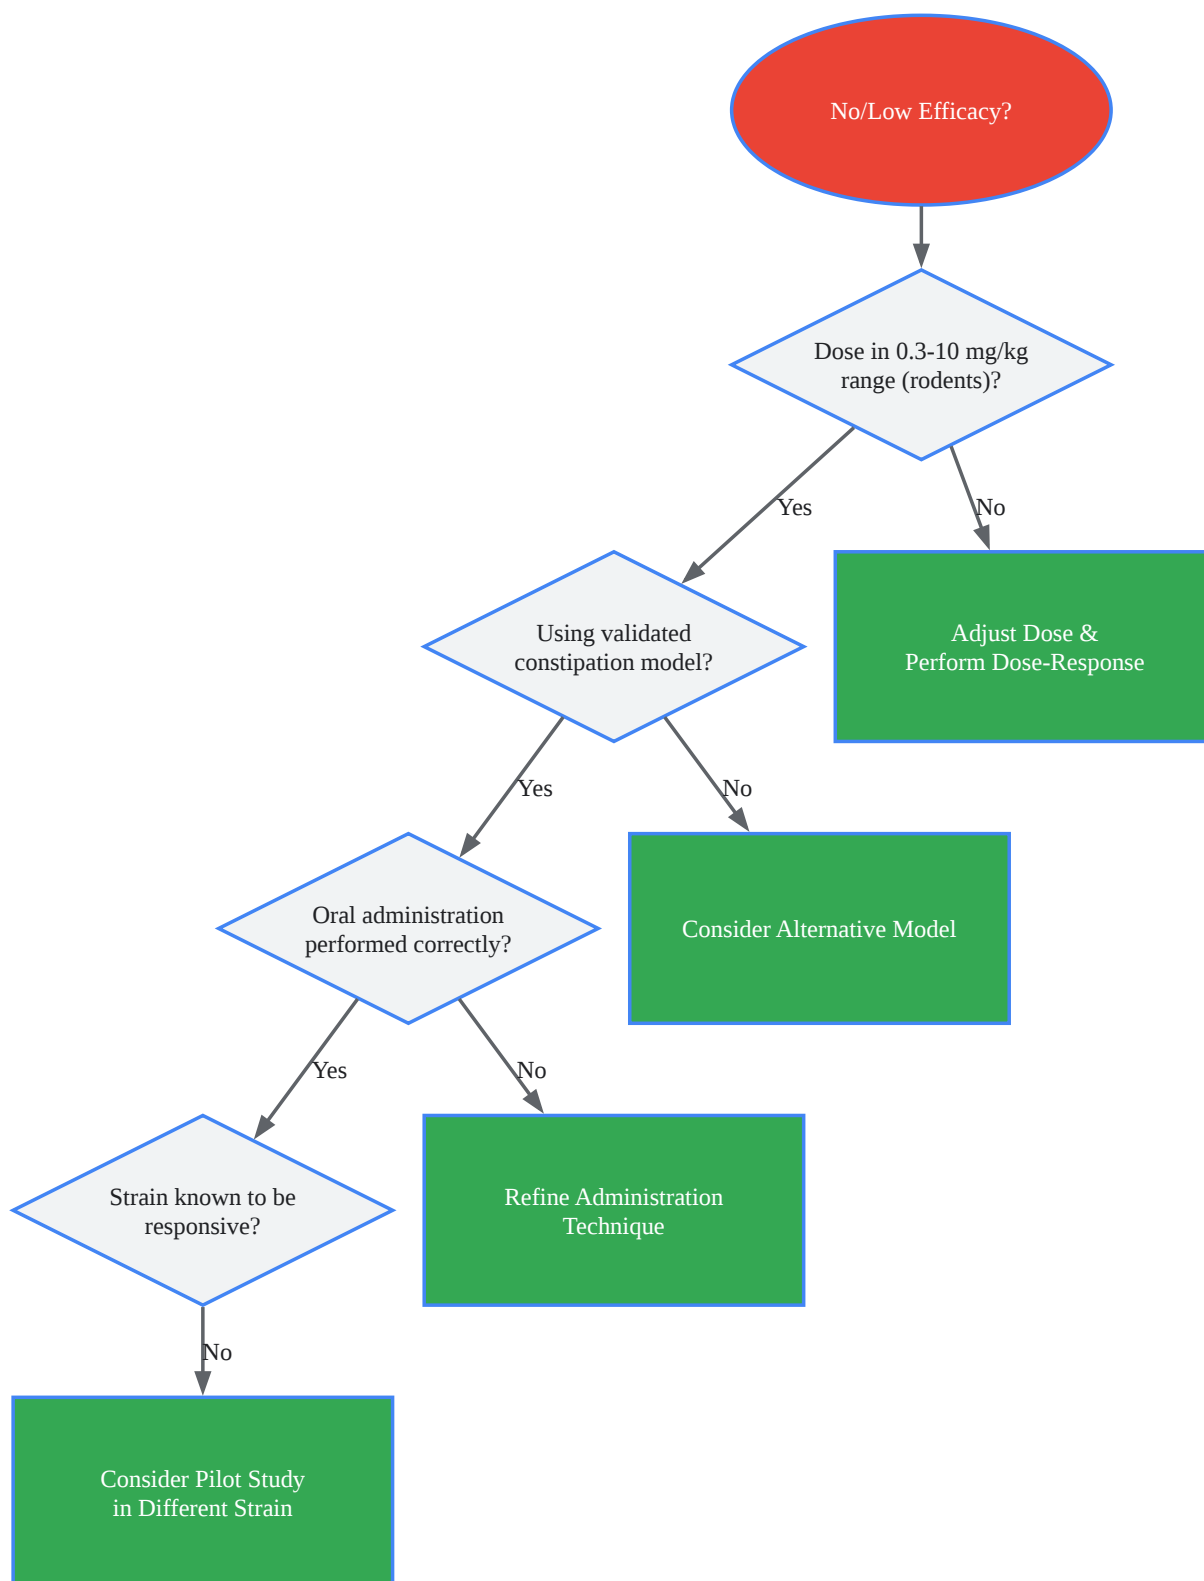 No/Low Efficacy?
Dose in 0.3-10 mg/kg
range (rodents)?
Yes
No
Using validated
constipation model?
Adjust Dose &
Perform Dose-Response
Yes
No
Oral administration
performed correctly?
Consider Alternative Model
Yes
No
Strain known to be
responsive?
Refine Administration
Technique
No
Consider Pilot Study
in Different Strain